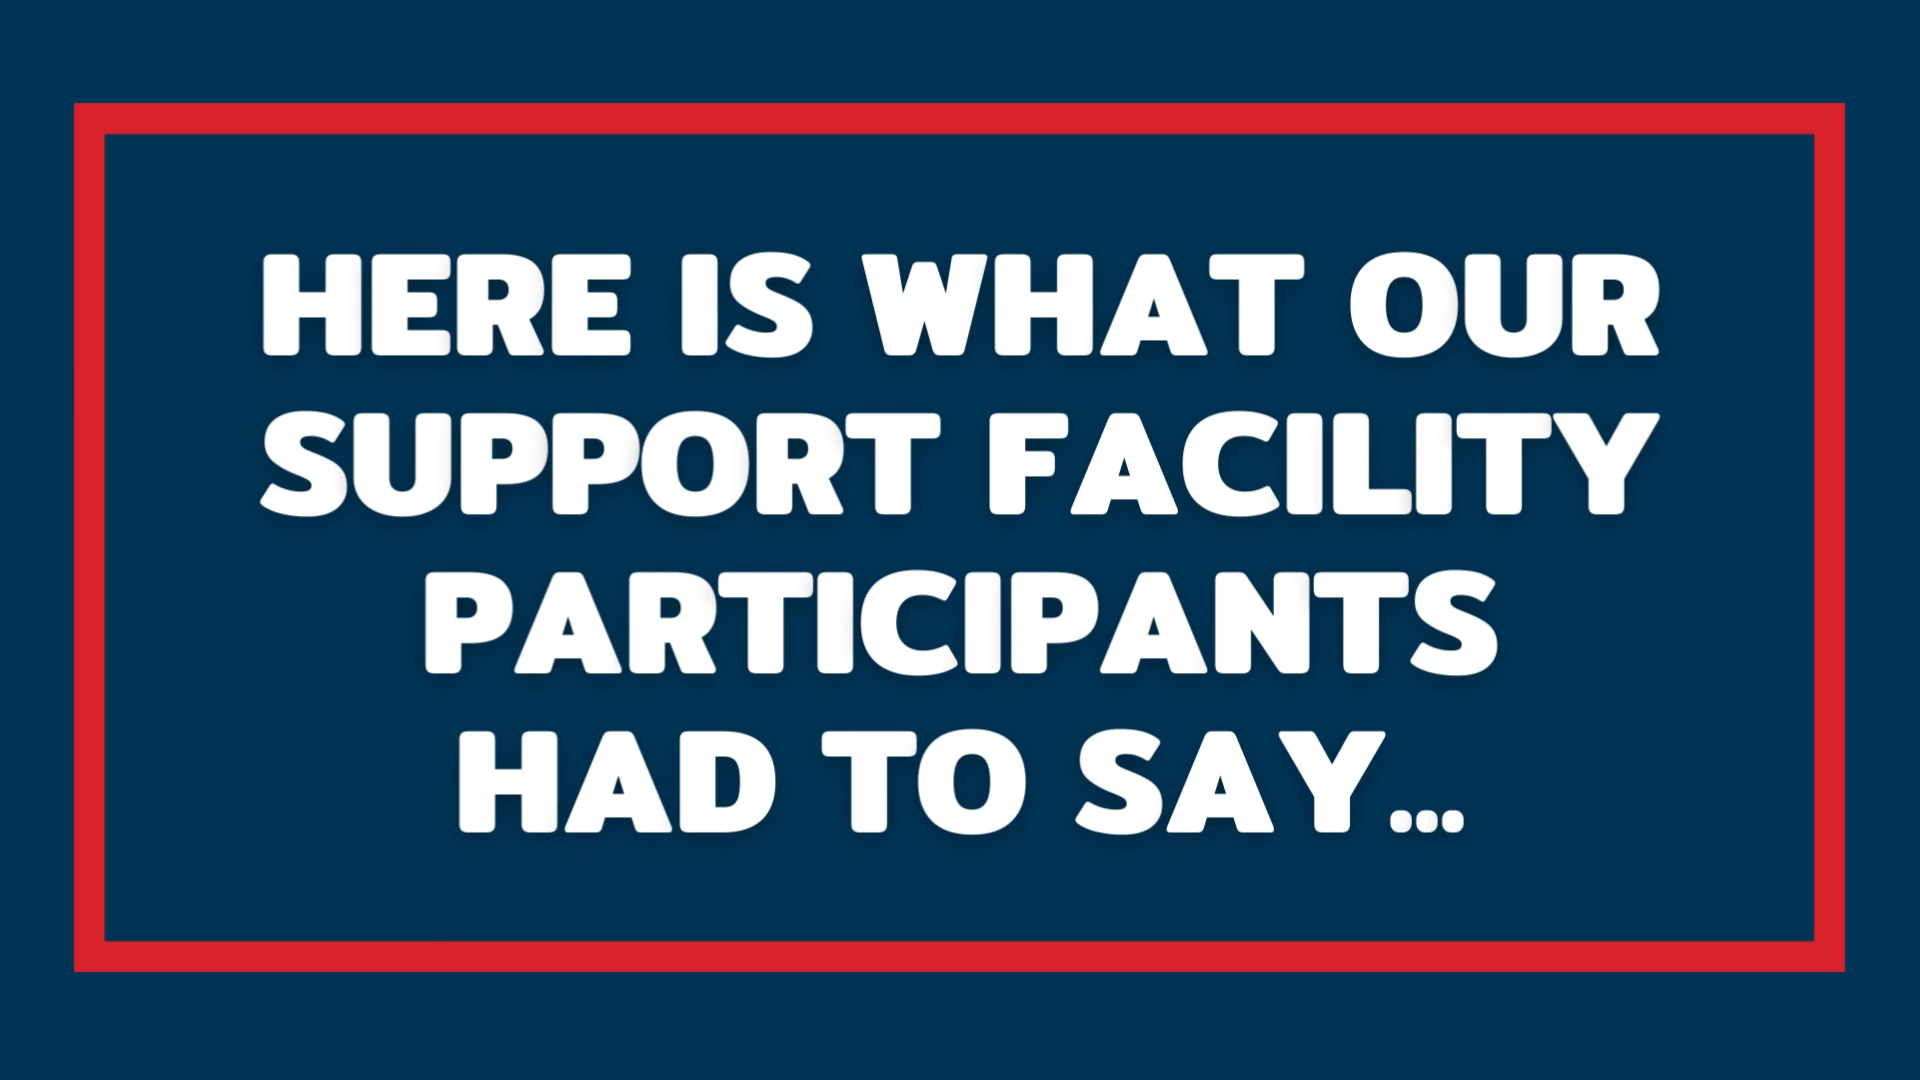 HERE IS WHAT OUR
SUPPORT FACILITY
PARTICIPANTS
HAD TO SAY...